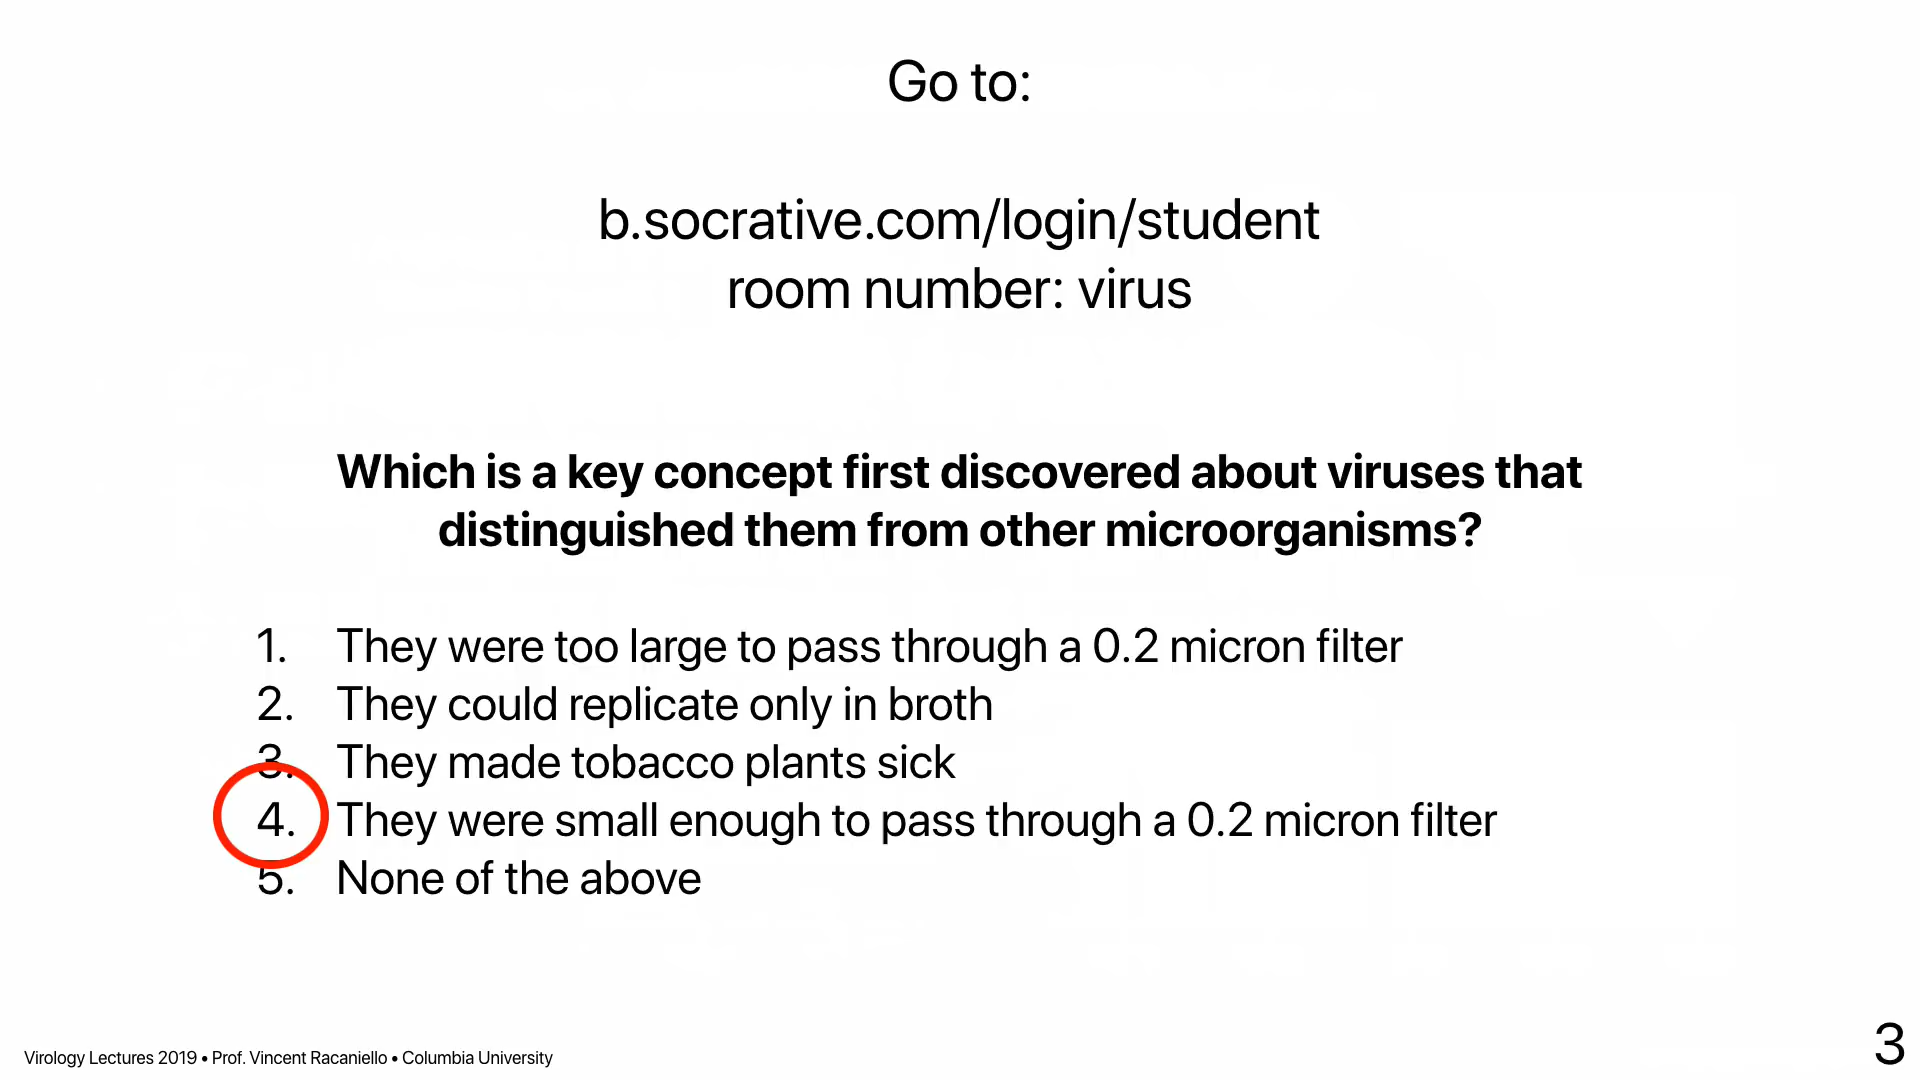 Go to:
b.socrative.com/login/student
room number: virus
Which is a key concept first discovered about viruses that
distinguished them from other microorganisms?
1. They were too large to pass through a 0.2 micron filter
2. They could replicate only in broth
3. They made tobacco plants sick
4. They were small enough to pass through a 0.2 micron filter
5. None of the above
Virology Lectures 2019 • Prof. Vincent Racaniello • Columbia University
3